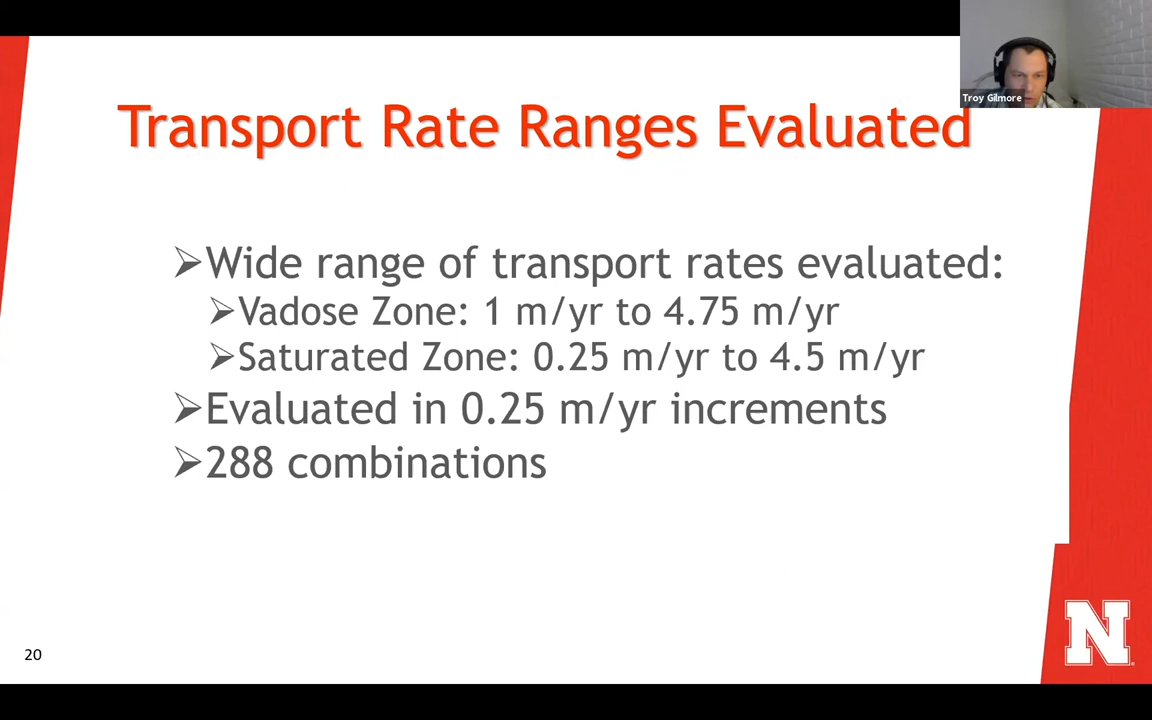 Troy Gilmore
Transport Rate Ranges Evaluated
➢Wide range of transport rates evaluated:
➢Vadose Zone: 1 m/yr to 4.75 m/yr
➢Saturated Zone: 0.25 m/yr to 4.5 m/yr
➢Evaluated in 0.25 m/yr increments
➢288 combinations
20
N